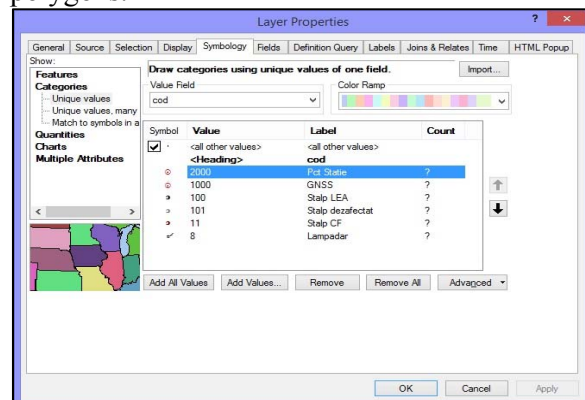 polygons.
Layer Properties ? ×
General Source Selection Display Symbology Fields Definition Query Labels Joins & Relates Time HTML Popup
Show:
Features
Categories
Unique values
Unique values, many
Match to symbols in a
Quantities
Charts
Multiple Attributes
Draw categories using unique values of one field.
Import...
Value Field
cod
Color Ramp
Symbol Value Label Count
<all other values> <all other values>
<Heading> cod
2000 Pct Statie ?
1000 GNSS ?
100 Stalp LEA ?
101 Stalp dezafectat ?
11 Stalp CF ?
8 Lampadar ?
Add All Values Add Values... Remove Remove All Advanced
OK Cancel Apply